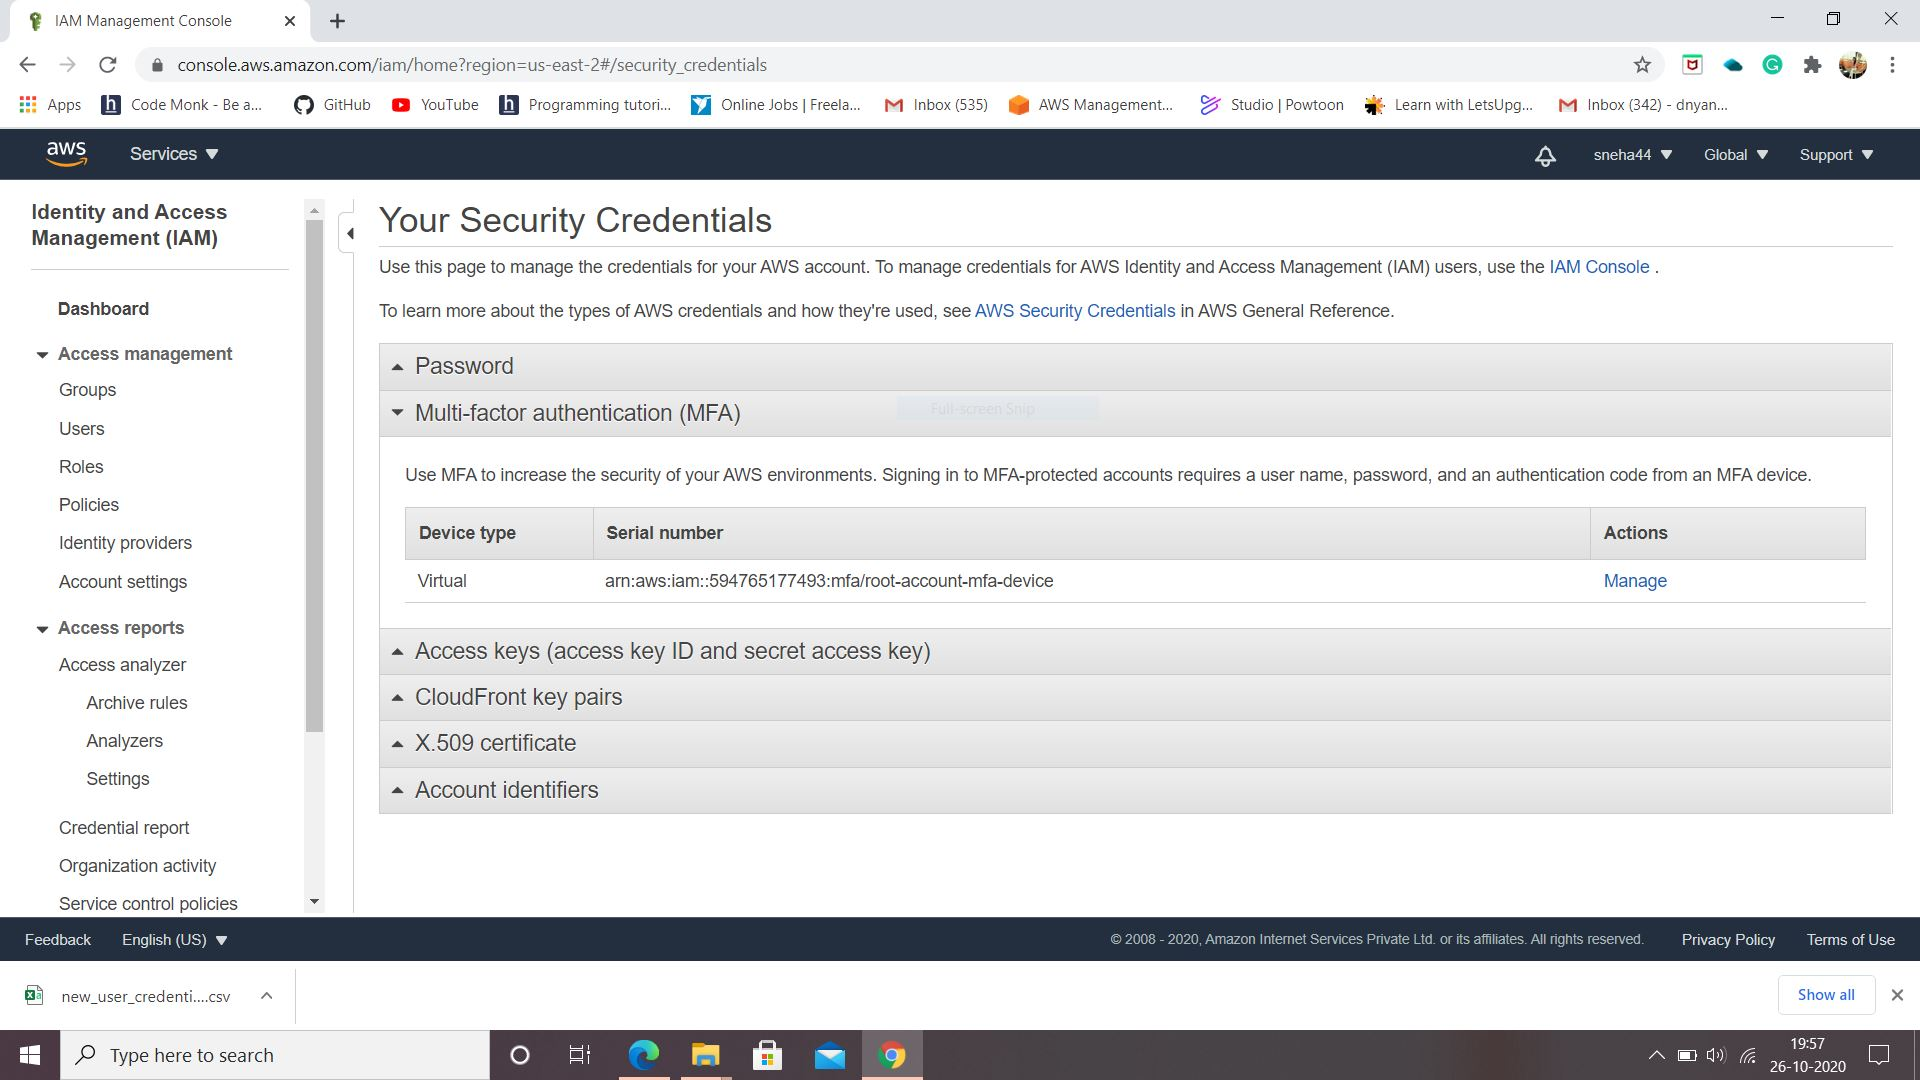 IAM Management Console
console.aws.amazon.com/iam/home?region=us-east-2#/security_credentials
Apps
Code Monk - Be a...
GitHub
YouTube
Programming tutori...
Online Jobs | Freela...
Inbox (535)
AWS Management...
Studio | Powtoon
Learn with LetsUpg...
Inbox (342) - dnyan...
aws
Services
sneha44
Global
Support
Identity and Access
Management (IAM)
Dashboard
Access management
Groups
Users
Roles
Policies
Identity providers
Account settings
Access reports
Access analyzer
Archive rules
Analyzers
Settings
Credential report
Organization activity
Service control policies
Your Security Credentials
Use this page to manage the credentials for your AWS account. To manage credentials for AWS Identity and Access Management (IAM) users, use the IAM Console .
To learn more about the types of AWS credentials and how they're used, see AWS Security Credentials in AWS General Reference.
Password
Multi-factor authentication (MFA)
Full-screen Snip
Use MFA to increase the security of your AWS environments. Signing in to MFA-protected accounts requires a user name, password, and an authentication code from an MFA device.
Device type
Serial number
Actions
Virtual
arn:aws:iam::594765177493:mfa/root-account-mfa-device
Manage
Access keys (access key ID and secret access key)
CloudFront key pairs
X.509 certificate
Account identifiers
Feedback
English (US)
© 2008 - 2020, Amazon Internet Services Private Ltd. or its affiliates. All rights reserved.
Privacy Policy
Terms of Use
new_user_credenti....csv
Show all
Type here to search
19:57
26-10-2020